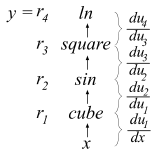 y = r₄ ln du₄/du₃
r₃ square du₃/du₂
r₂ sin du₂/du₁
r₁ cube du₁/dx
x